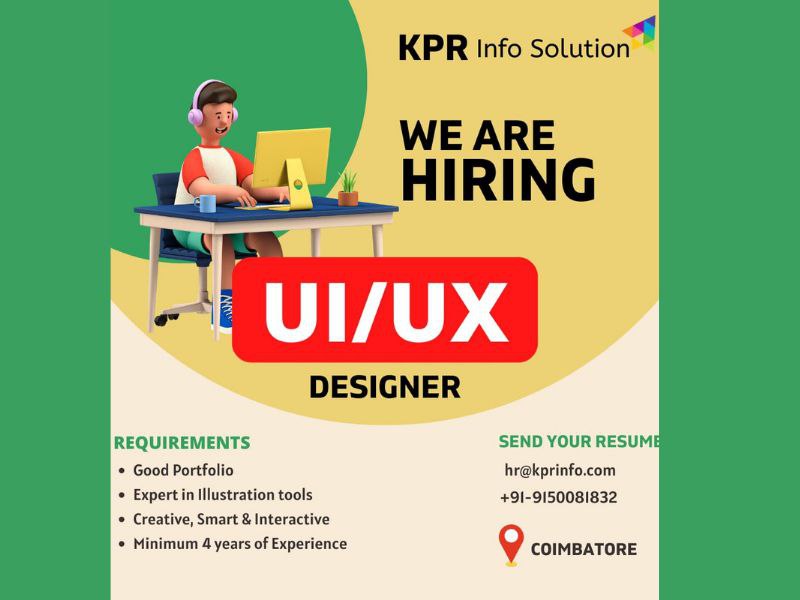 KPR Info Solution
WE ARE
HIRING
UI/UX
DESIGNER
REQUIREMENTS
• Good Portfolio
• Expert in Illustration tools
• Creative, Smart & Interactive
• Minimum 4 years of Experience
SEND YOUR RESUME
hr@kprinfo.com
+91-9150081832
COIMBATORE